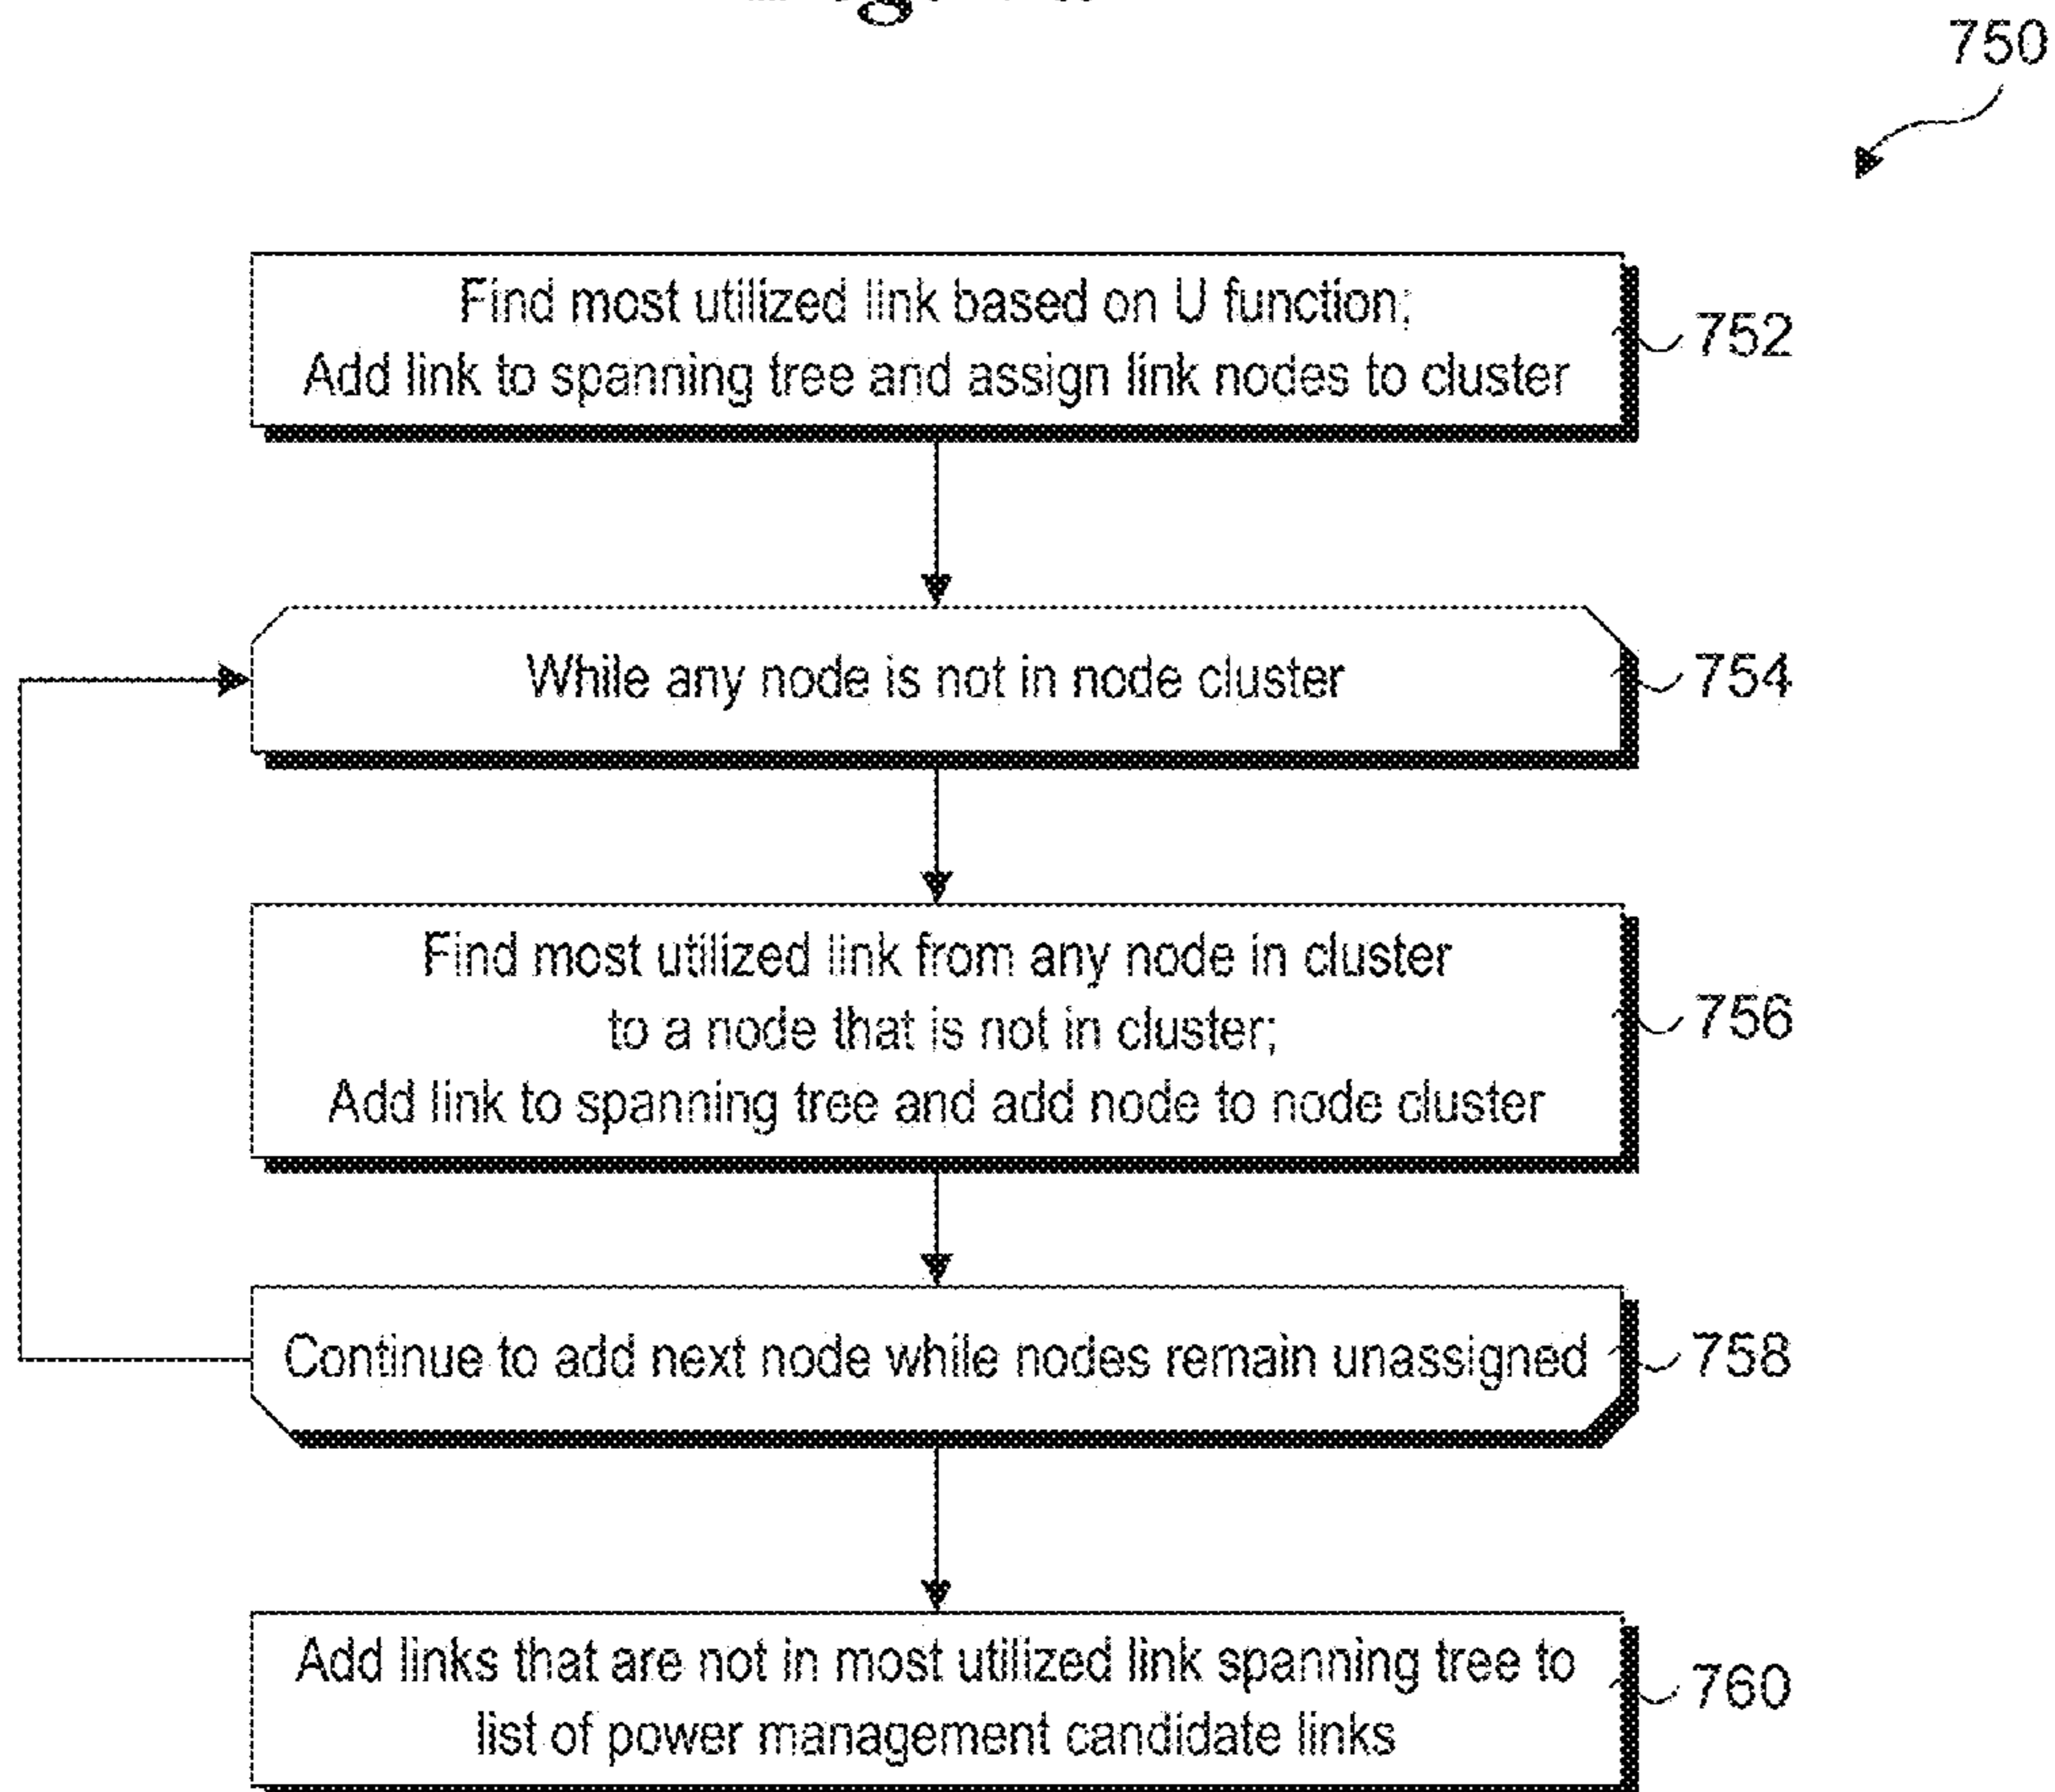 750
Find most utilized link based on U function;
Add link to spanning tree and assign link nodes to cluster
752
While any node is not in node cluster
754
Find most utilized link from any node in cluster
to a node that is not in cluster;
Add link to spanning tree and add node to node cluster
756
Continue to add next node while nodes remain unassigned
758
Add links that are not in most utilized link spanning tree to
list of power management candidate links
760